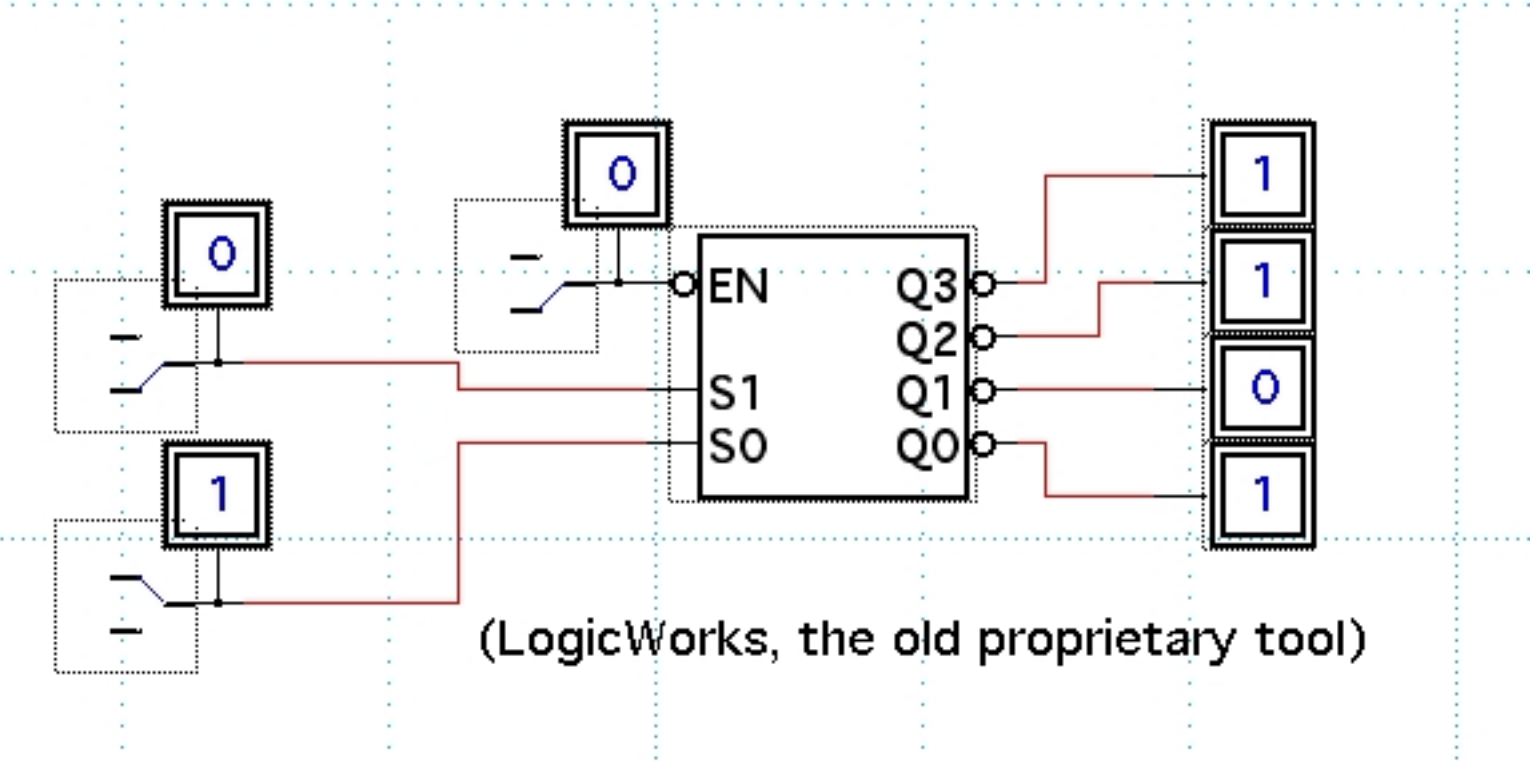 0
1
0
1
EN
Q3
0
Q2
S1
Q1
0
S0
Q0
1
1
(LogicWorks, the old proprietary tool)